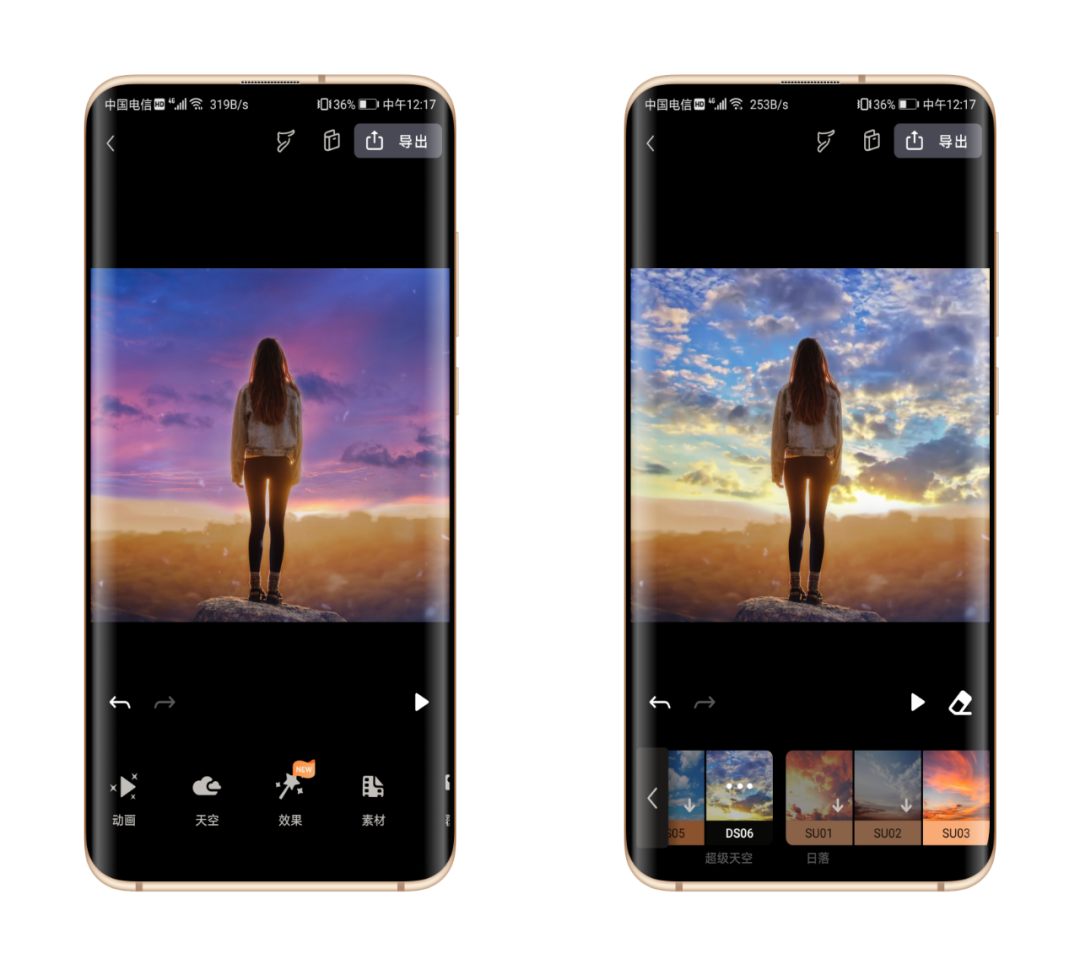 中国电信 HD 4G 319B/s 36% 中午12:17
导出
NEW
动画 天空 效果 素材
中国电信 HD 4G 253B/s 36% 中午12:17
导出
S05 DS06 SU01 SU02 SU03
超级天空 日落